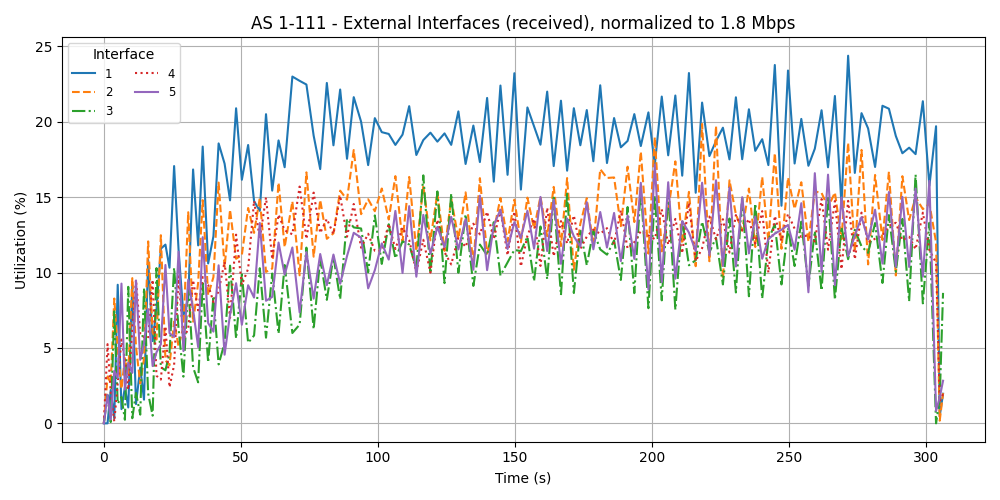 AS 1-111 - External Interfaces (received), normalized to 1.8 Mbps
Utilization (%)
25
20
15
10
5
0
Interface
1
2
3
4
5
0 50 100 150 200 250 300
Time (s)